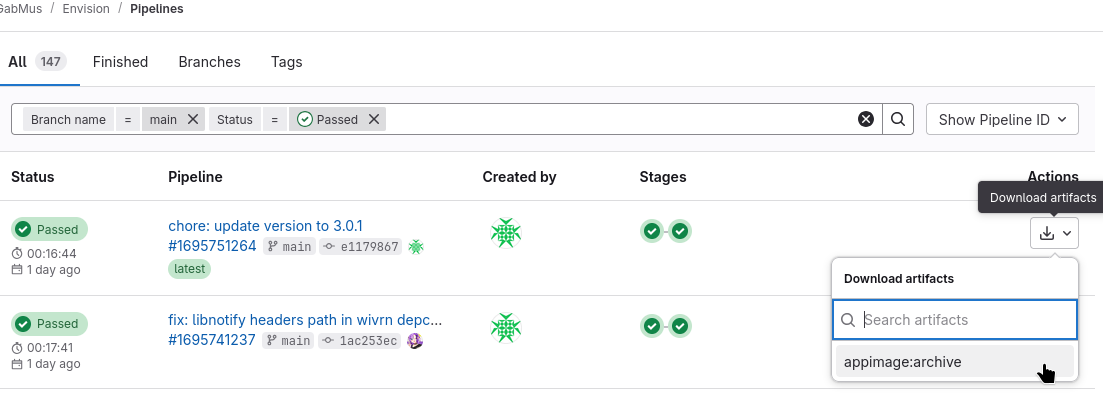 GabMus / Envision / Pipelines
All 147 Finished Branches Tags
Branch name = main Status = Passed Show Pipeline ID
Status Pipeline Created by Stages Actions
Download artifacts
Passed chore: update version to 3.0.1
00:16:44 #1695751264 main e1179867
1 day ago latest
Download artifacts
Search artifacts
appimage:archive
Passed fix: libnotify headers path in wivrn depc...
00:17:41 #1695741237 main 1ac253ec
1 day ago